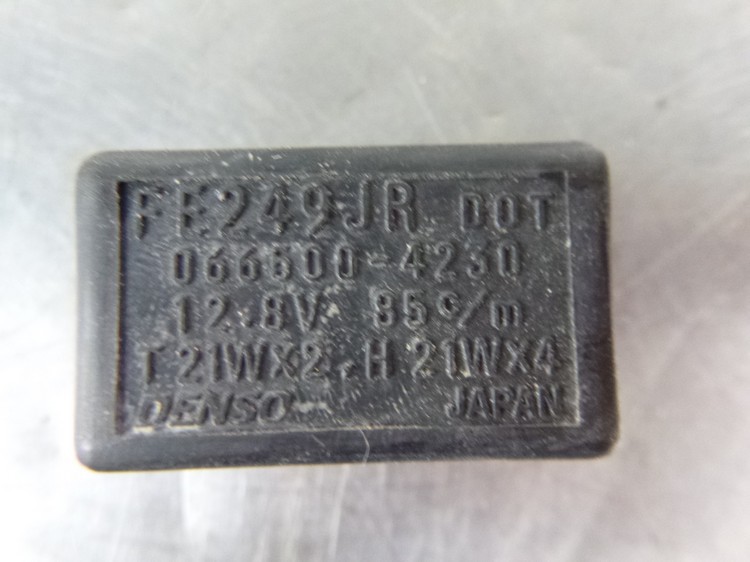 FE249JR DOT
066500-4230
12.8V 85c/m
T 21WX2, H 21WX4
DENSO JAPAN